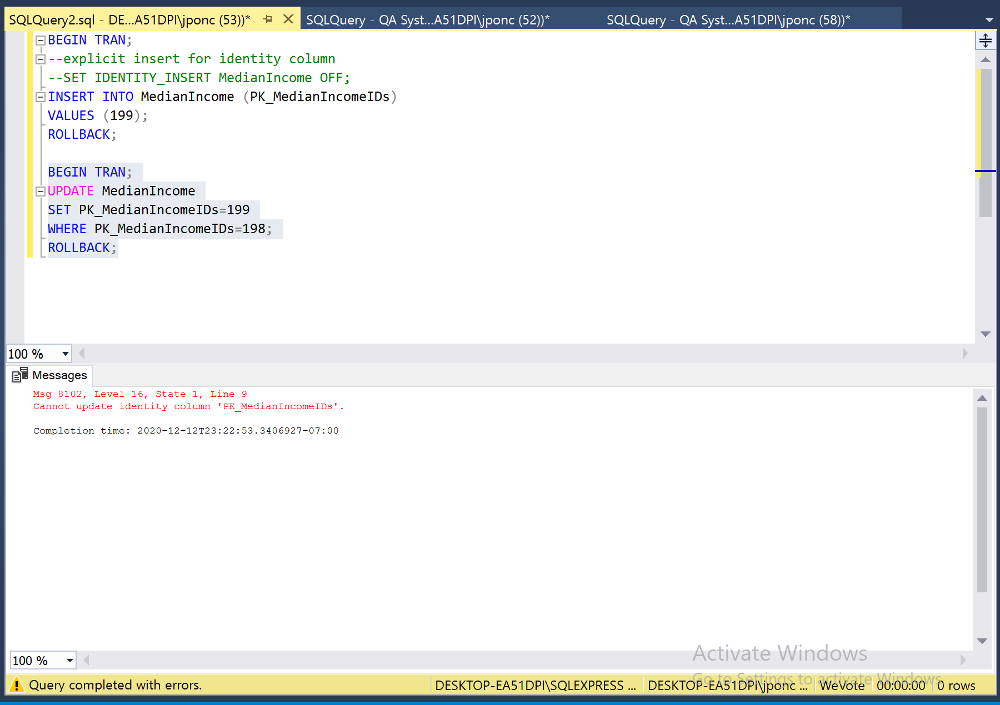 SQLQuery2.sql - DE...A51DPI\jponc (53))*
SQLQuery - QA Syst...A51DPI\jponc (52))*
SQLQuery - QA Syst...A51DPI\jponc (58))*
BEGIN TRAN;
--explicit insert for identity column
--SET IDENTITY_INSERT MedianIncome OFF;
INSERT INTO MedianIncome (PK_MedianIncomeIDs)
VALUES (199);
ROLLBACK;
BEGIN TRAN;
UPDATE MedianIncome
SET PK_MedianIncomeIDs=199
WHERE PK_MedianIncomeIDs=198;
ROLLBACK;
100 %
Messages
Msg 8102, Level 16, State 1, Line 9
Cannot update identity column 'PK_MedianIncomeIDs'.
Completion time: 2020-12-12T23:22:53.3406927-07:00
Activate Windows
Go to Settings to activate Windows.
100 %
Query completed with errors.
DESKTOP-EA51DPI\SQLEXPRESS ...
DESKTOP-EA51DPI\jponc ...
WeVote
00:00:00
0 rows